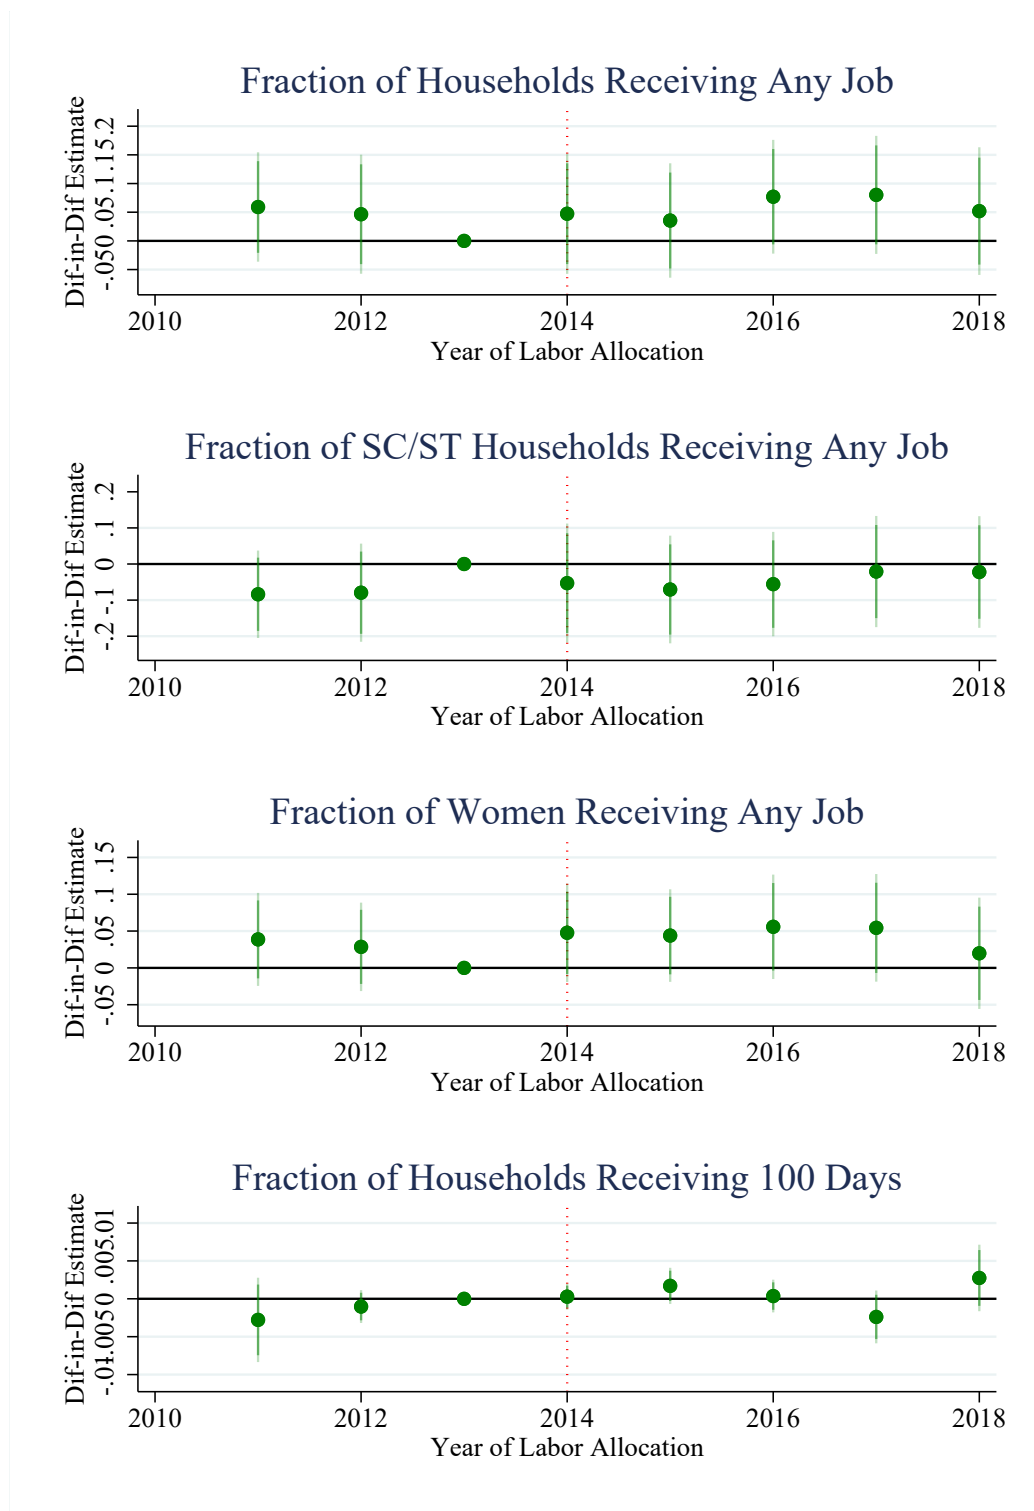 Fraction of Households Receiving Any Job
Dif-in-Dif Estimate
-.05 0 .05 .1 .15 .2
2010 2012 2014 2016 2018
Year of Labor Allocation
Fraction of SC/ST Households Receiving Any Job
Dif-in-Dif Estimate
-.2 -.1 0 .1 .2
2010 2012 2014 2016 2018
Year of Labor Allocation
Fraction of Women Receiving Any Job
Dif-in-Dif Estimate
-.05 0 .05 .1 .15
2010 2012 2014 2016 2018
Year of Labor Allocation
Fraction of Households Receiving 100 Days
Dif-in-Dif Estimate
-.01 -.005 0 .005 .01
2010 2012 2014 2016 2018
Year of Labor Allocation